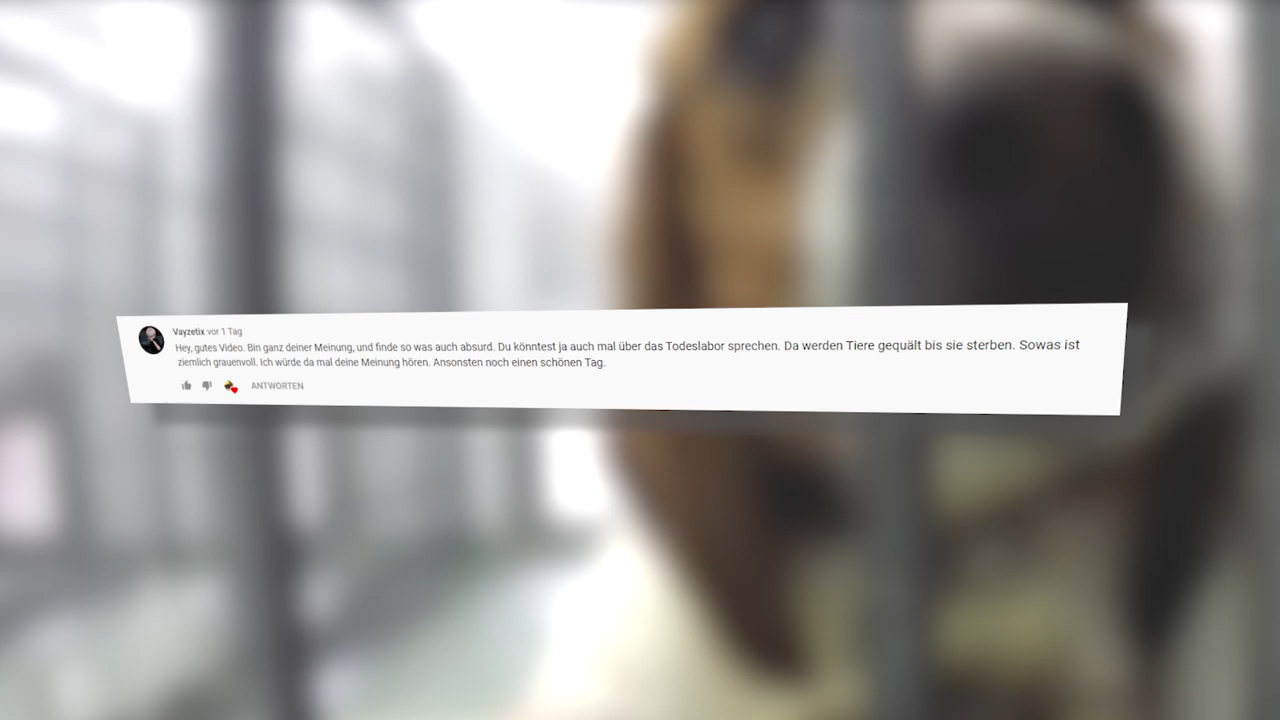 Vayzetix vor 1 Tag
Hey, gutes Video. Bin ganz deiner Meinung, und finde so was auch absurd. Du könntest ja auch mal über das Todeslabor sprechen. Da werden Tiere gequält bis sie sterben. Sowas ist
ziemlich grauenvoll. Ich würde da mal deine Meinung hören. Ansonsten noch einen schönen Tag.
ANTWORTEN